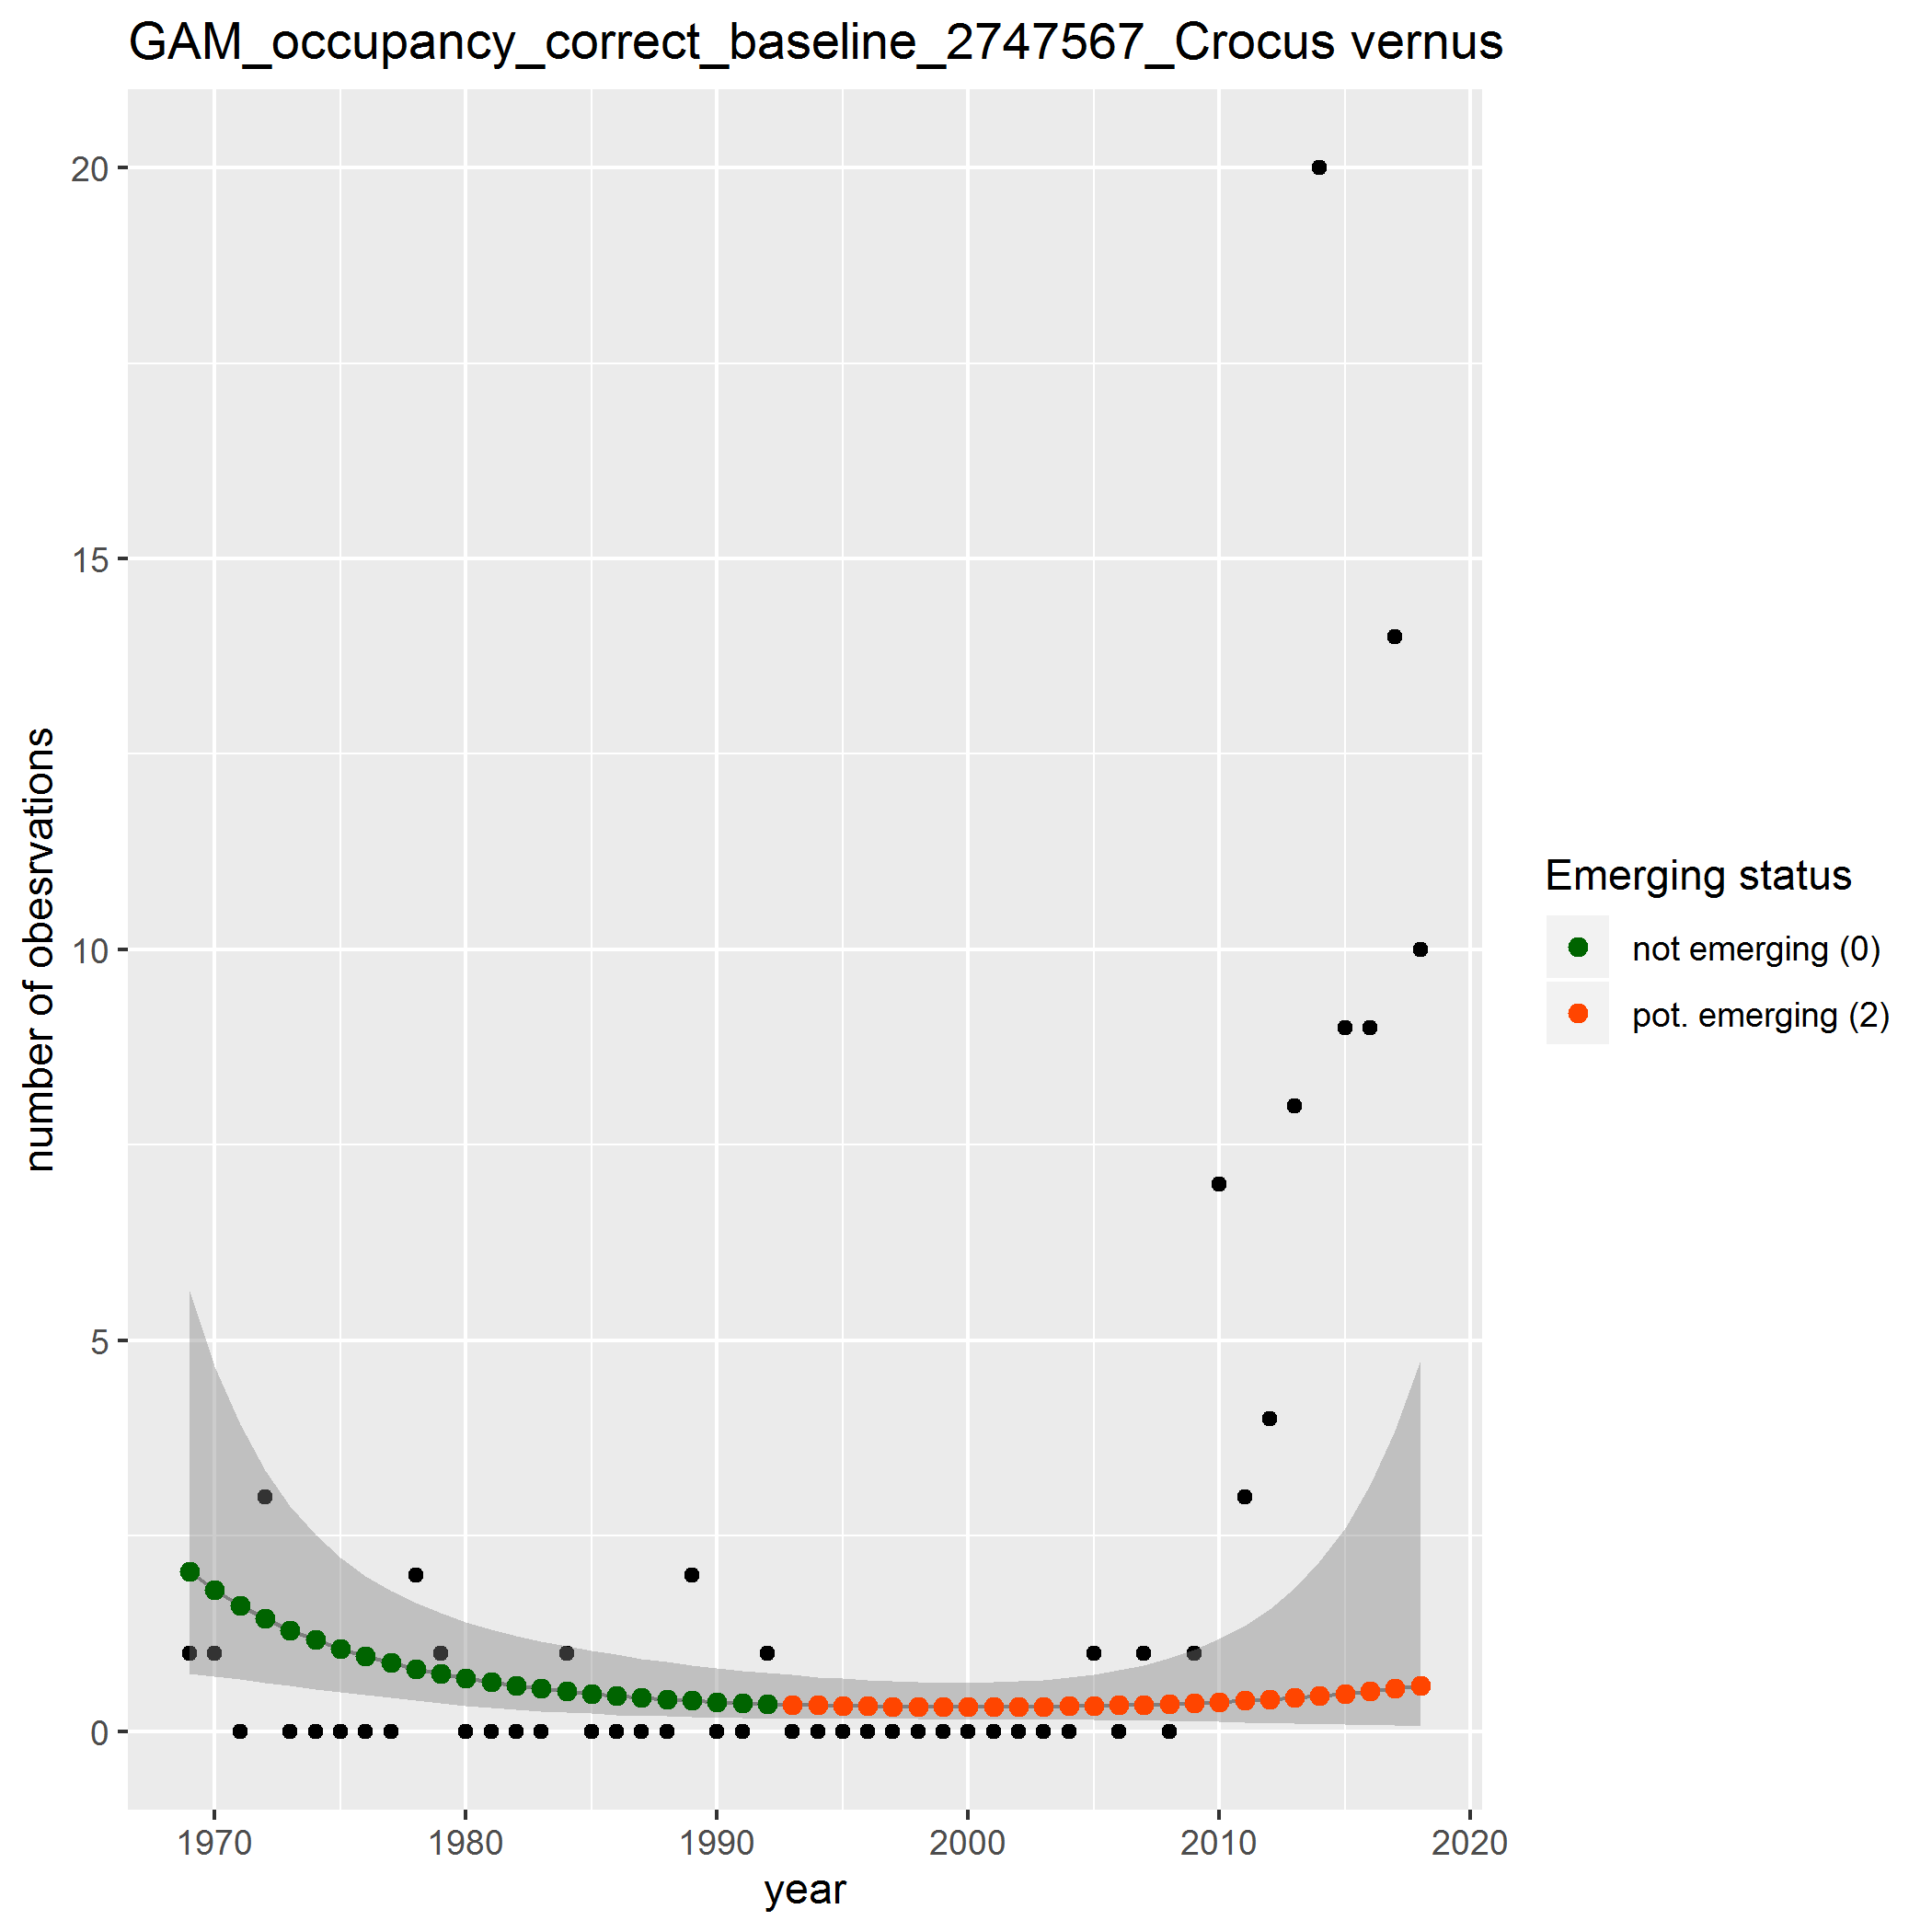 GAM_occupancy_correct_baseline_2747567_Crocus vernus
20
15
10
5
0
number of obesrvations
1970 1980 1990 2000 2010 2020
year
Emerging status
not emerging (0)
pot. emerging (2)